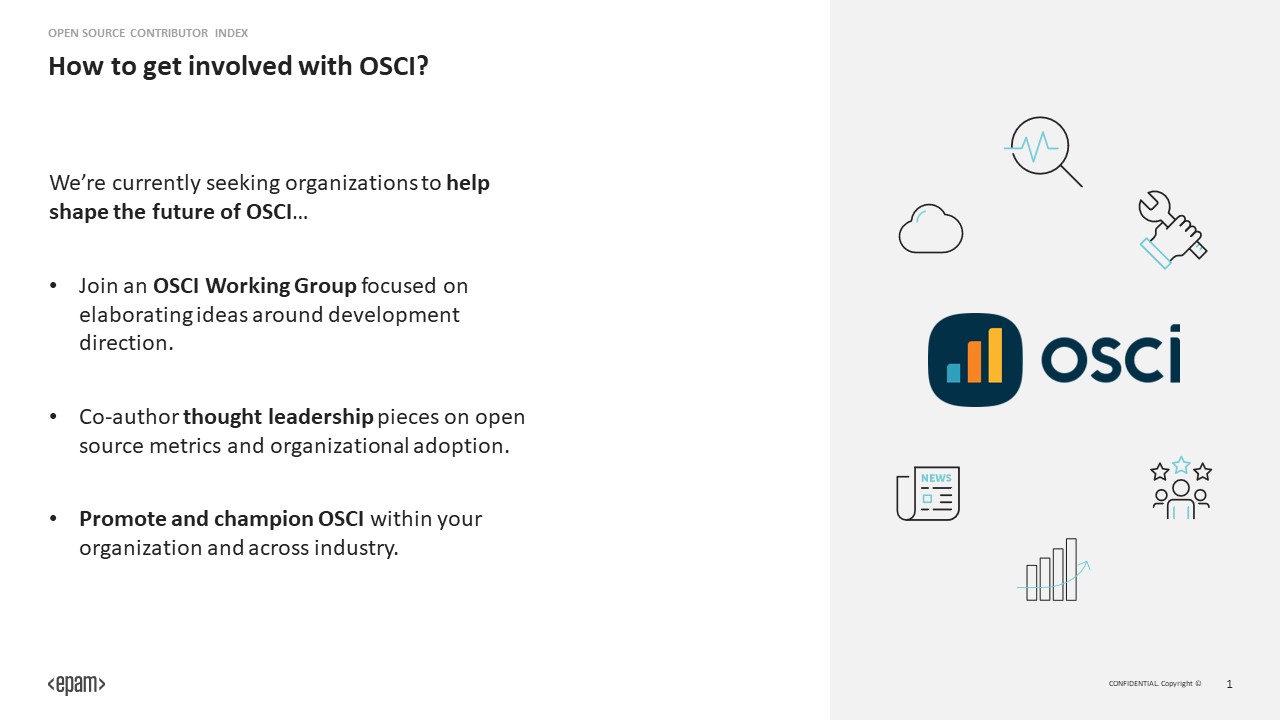 OPEN SOURCE CONTRIBUTOR INDEX
How to get involved with OSCI?
We’re currently seeking organizations to help
shape the future of OSCI…
• Join an OSCI Working Group focused on
elaborating ideas around development
direction.
• Co-author thought leadership pieces on open
source metrics and organizational adoption.
• Promote and champion OSCI within your
organization and across industry.
osci
NEWS
<epam>
CONFIDENTIAL. Copyright ©
1